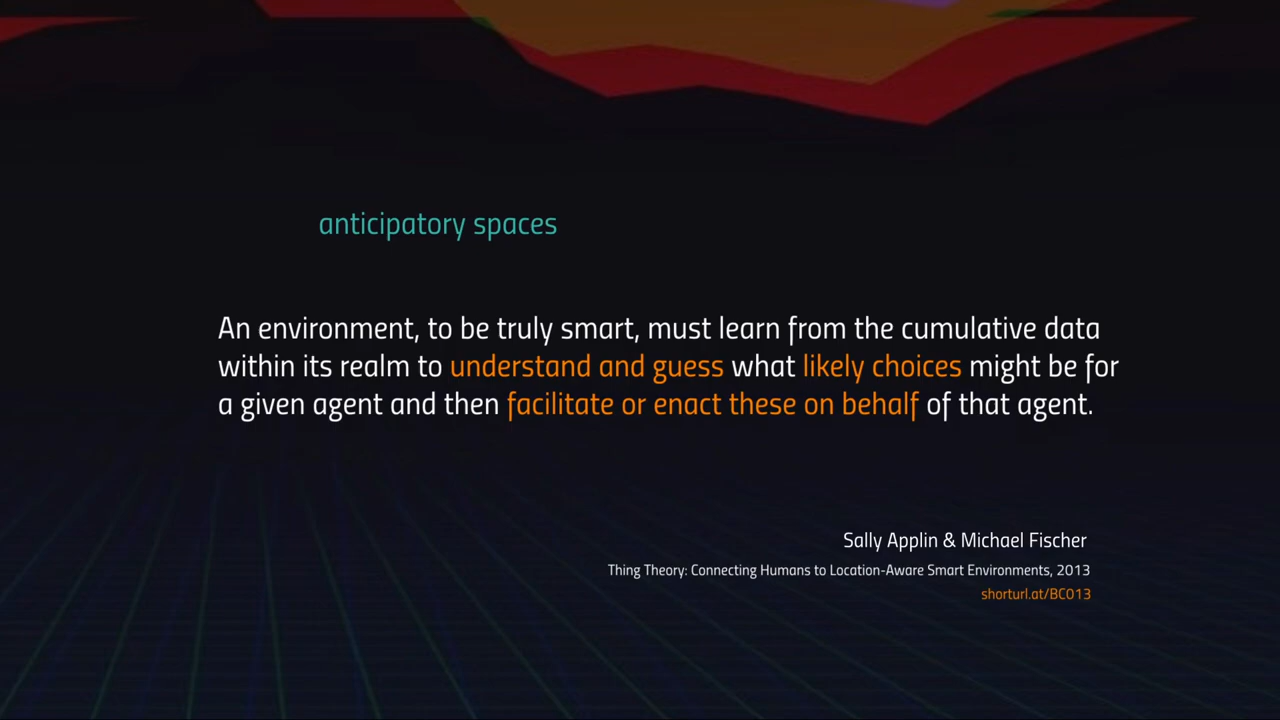 anticipatory spaces
An environment, to be truly smart, must learn from the cumulative data
within its realm to understand and guess what likely choices might be for
a given agent and then facilitate or enact these on behalf of that agent.
Sally Applin & Michael Fischer
Thing Theory: Connecting Humans to Location-Aware Smart Environments, 2013
shorturl.at/BCO13